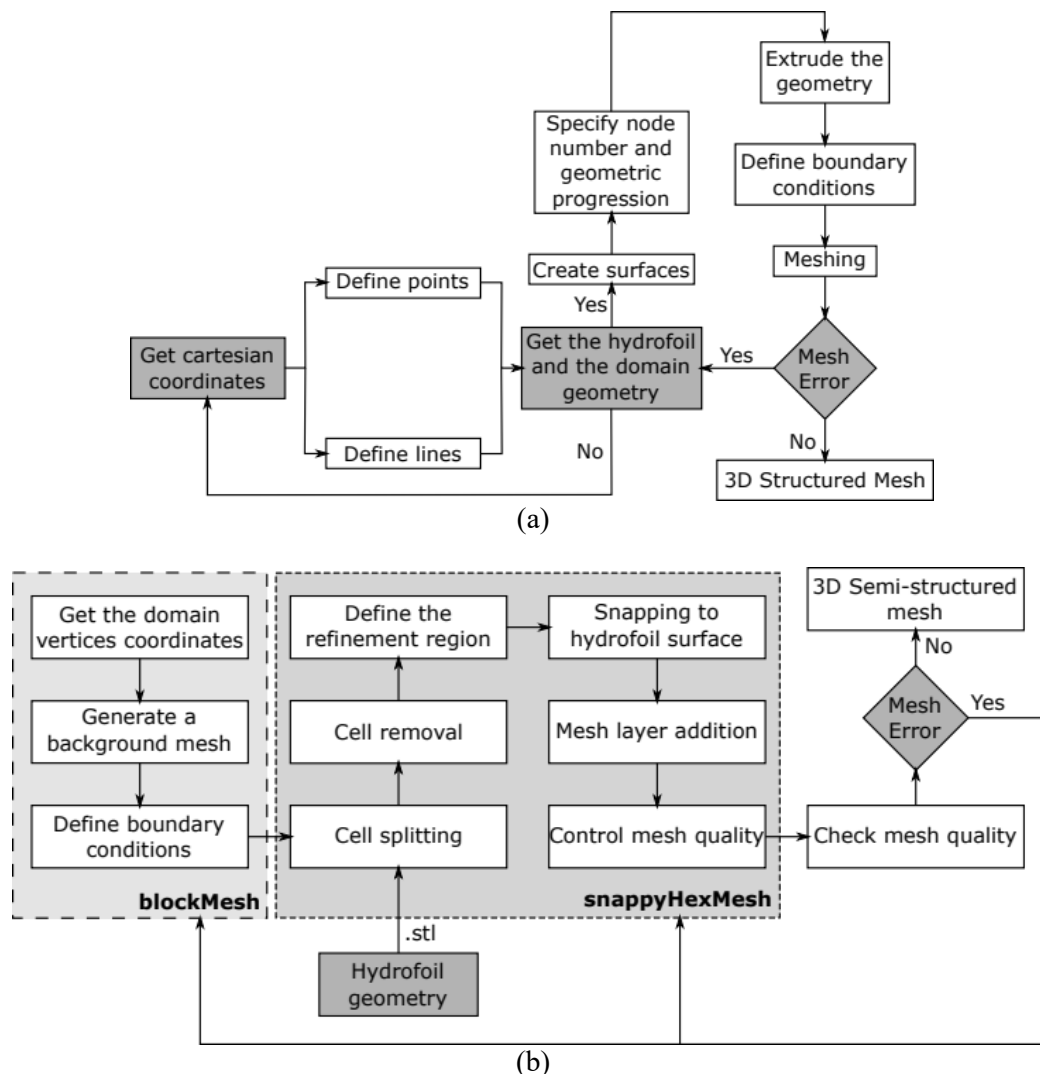 Extrude the
geometry
Specify node
number and
geometric
progression
Define boundary
conditions
Create surfaces
Meshing
Define points
Yes
Get cartesian
coordinates
Get the hydrofoil
and the domain
geometry
Yes
Mesh
Error
Define lines
No
No
3D Structured Mesh
(a)
Get the domain
vertices coordinates
Generate a
background mesh
Define boundary
conditions
blockMesh
Define the
refinement region
Cell removal
Cell splitting
Snapping to
hydrofoil surface
Mesh layer addition
Control mesh quality
snappyHexMesh
.stl
Hydrofoil
geometry
3D Semi-structured
mesh
No
Mesh
Error
Yes
Check mesh quality
(b)